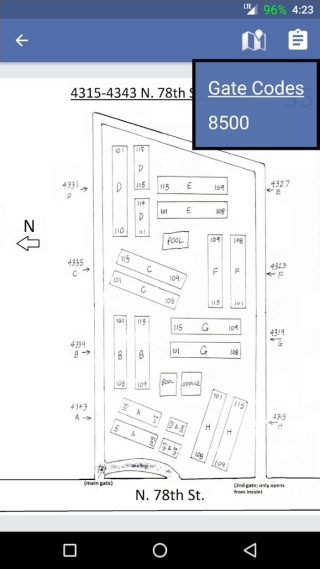 LTE 96% 4:23
Gate Codes
8500
4315-4343 N. 78th S
4331
D
4327
E
N
4335
C
4323
F
4339
B
4319
G
4343
A
4315
H
101 D 110
115 D 115
114 D 111
115 E 109
101 E 108
POOL
115 C 109
101 C 108
109 F 115
108 F 101
115 G 109
101 G 108
101 B 108
115 B 109
POOL
OFFICE
A
A
101 H 108
115 H 109
(main gate)
N. 78th St.
(2nd gate; only opens
from inside)